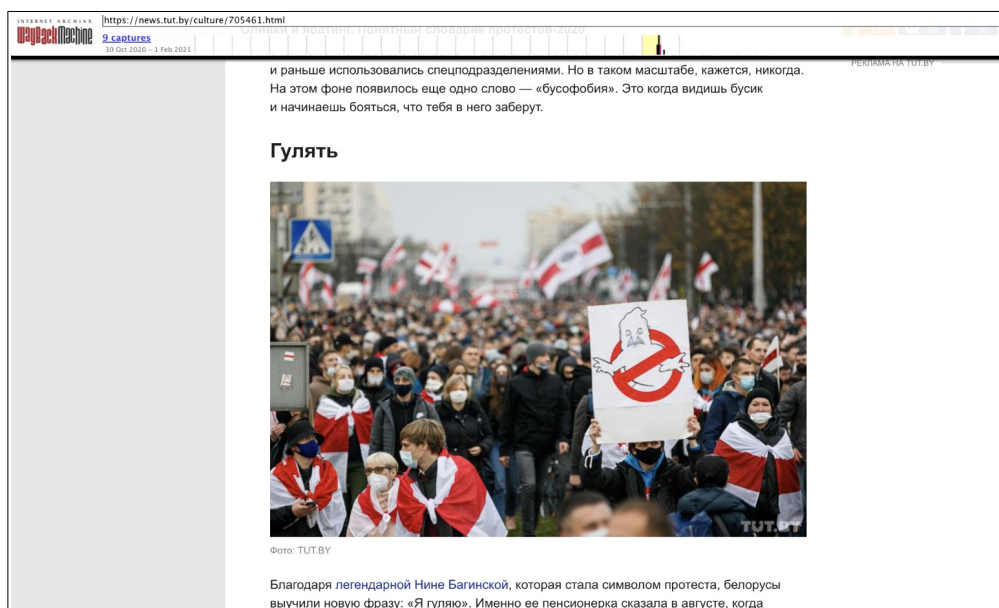 INTERNET ARCHIVE
WayBackMachine
https://news.tut.by/culture/705461.html
9 captures
30 Oct 2020 - 1 Feb 2021
Оливки и яbатинг. Понятный словарик протестов-2020
РЕКЛАМА НА TUT.BY
и раньше использовались спецподразделениями. Но в таком масштабе, кажется, никогда.
На этом фоне появилось еще одно слово — «бусофобия». Это когда видишь бусик
и начинаешь бояться, что тебя в него заберут.
Гулять
TUT.BY
Фото: TUT.BY
Благодаря легендарной Нине Багинской, которая стала символом протеста, белорусы
выучили новую фразу: «Я гуляю». Именно ее пенсионерка сказала в августе, когда